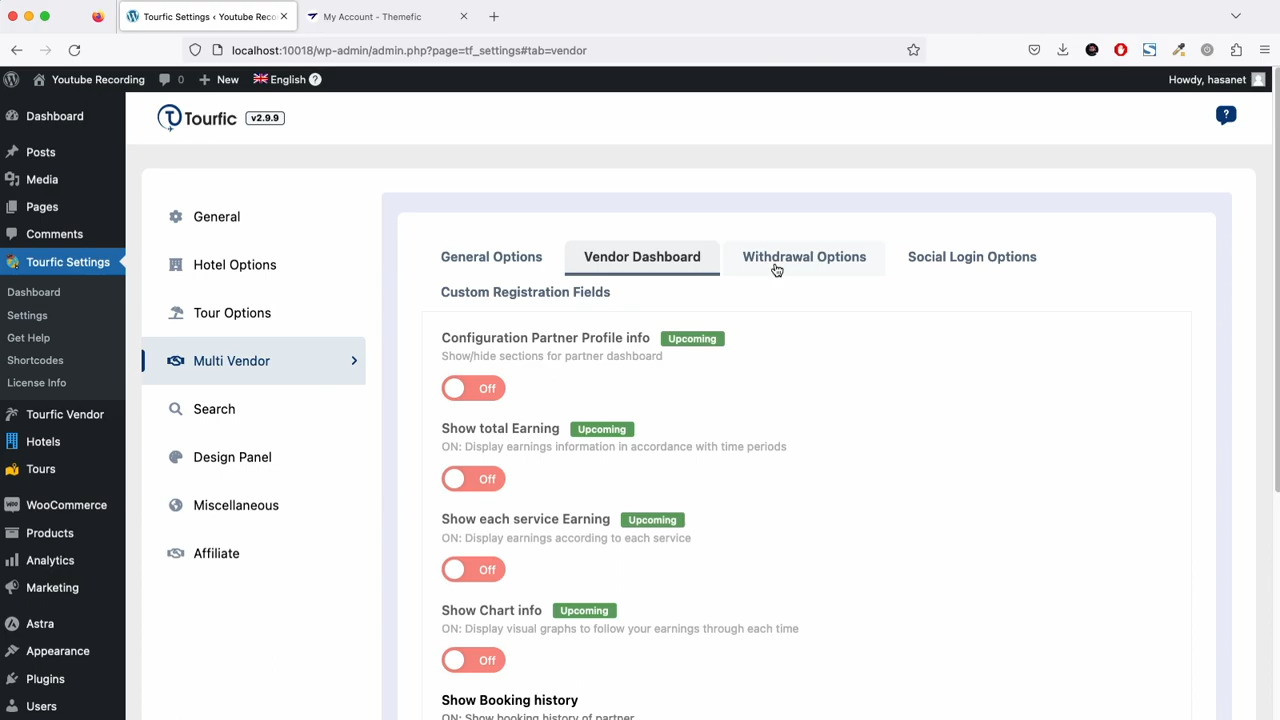 Tourfic Settings ‹ Youtube Reco
My Account - Themefic
localhost:10018/wp-admin/admin.php?page=tf_settings#tab=vendor
Youtube Recording
0
New
English
?
Howdy, hasanet
Dashboard
Posts
Media
Pages
Comments
Tourfic Settings
Dashboard
Settings
Get Help
Shortcodes
License Info
Tourfic Vendor
Hotels
Tours
WooCommerce
Products
Analytics
Marketing
Astra
Appearance
Plugins
Users
Tourfic
v2.9.9
?
General
Hotel Options
Tour Options
Multi Vendor
Search
Design Panel
Miscellaneous
Affiliate
General Options
Vendor Dashboard
Withdrawal Options
Social Login Options
Custom Registration Fields
Configuration Partner Profile info Upcoming
Show/hide sections for partner dashboard
Off
Show total Earning Upcoming
ON: Display earnings information in accordance with time periods
Off
Show each service Earning Upcoming
ON: Display earnings according to each service
Off
Show Chart info Upcoming
ON: Display visual graphs to follow your earnings through each time
Off
Show Booking history
ON: Show booking history of partner